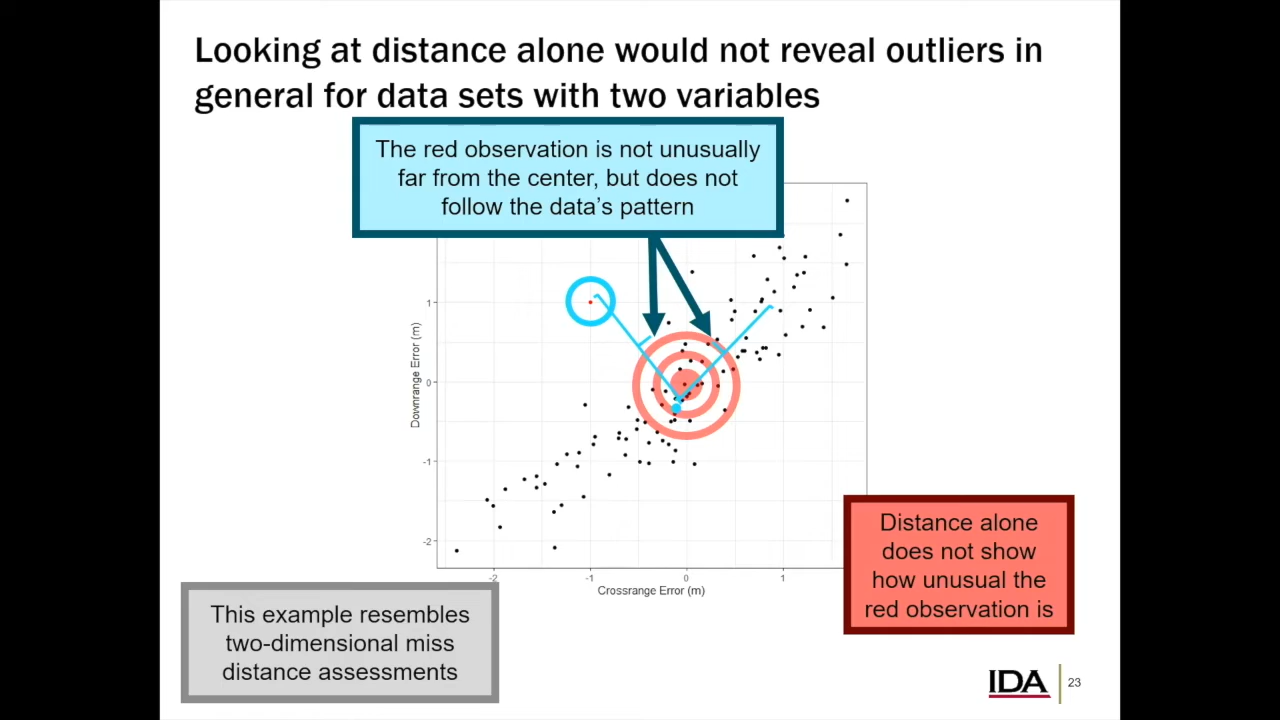 Looking at distance alone would not reveal outliers in
general for data sets with two variables
The red observation is not unusually
far from the center, but does not
follow the data's pattern
1
0
-1
-2
Downrange Error (m)
-2
-1
0
1
Crossrange Error (m)
Distance alone
does not show
how unusual the
red observation is
This example resembles
two-dimensional miss
distance assessments
IDA
23